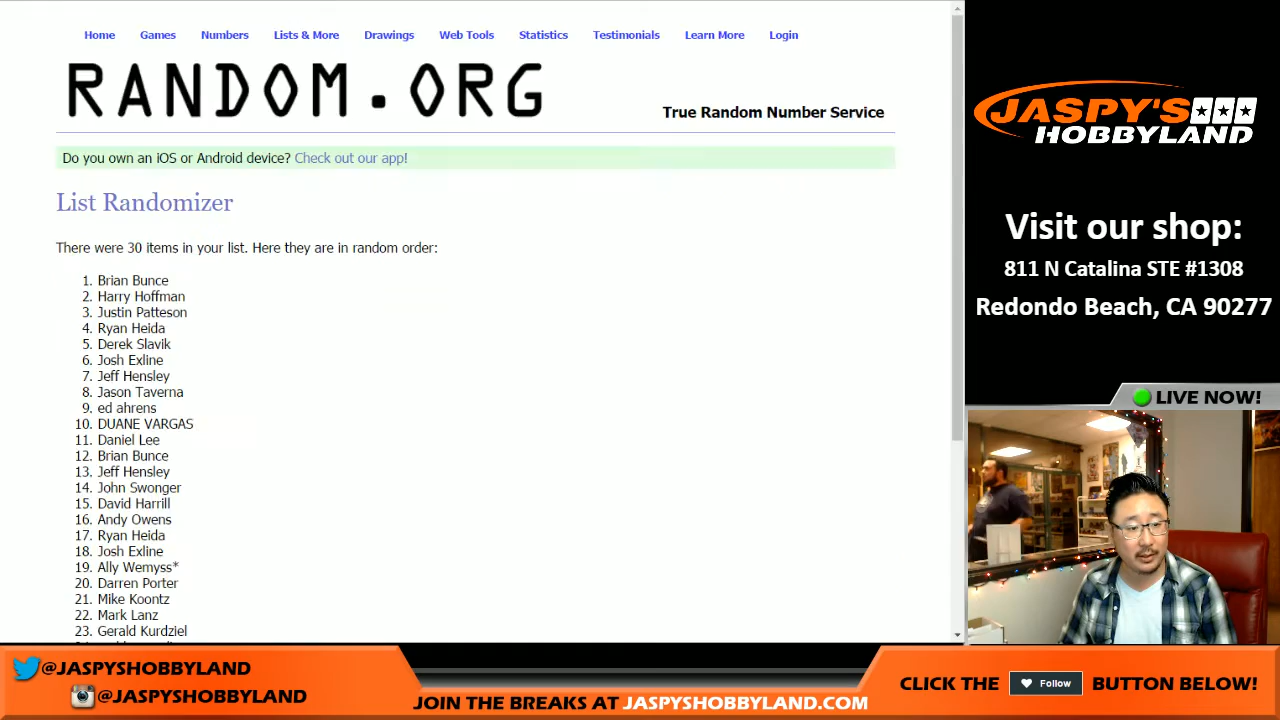 Home Games Numbers Lists & More Drawings Web Tools Statistics Testimonials Learn More Login
RANDOM.ORG
True Random Number Service
Do you own an iOS or Android device? Check out our app!
List Randomizer
There were 30 items in your list. Here they are in random order:
1. Brian Bunce
2. Harry Hoffman
3. Justin Patteson
4. Ryan Heida
5. Derek Slavik
6. Josh Exline
7. Jeff Hensley
8. Jason Taverna
9. ed ahrens
10. DUANE VARGAS
11. Daniel Lee
12. Brian Bunce
13. Jeff Hensley
14. John Swonger
15. David Harrill
16. Andy Owens
17. Ryan Heida
18. Josh Exline
19. Ally Wemyss*
20. Darren Porter
21. Mike Koontz
22. Mark Lanz
23. Gerald Kurdziel
JASPY'S
HOBBYLAND
Visit our shop:
811 N Catalina STE #1308
Redondo Beach, CA 90277
LIVE NOW!
@JASPYSHOBBYLAND
@JASPYSHOBBYLAND
JOIN THE BREAKS AT JASPYSHOBBYLAND.COM
CLICK THE Follow BUTTON BELOW!